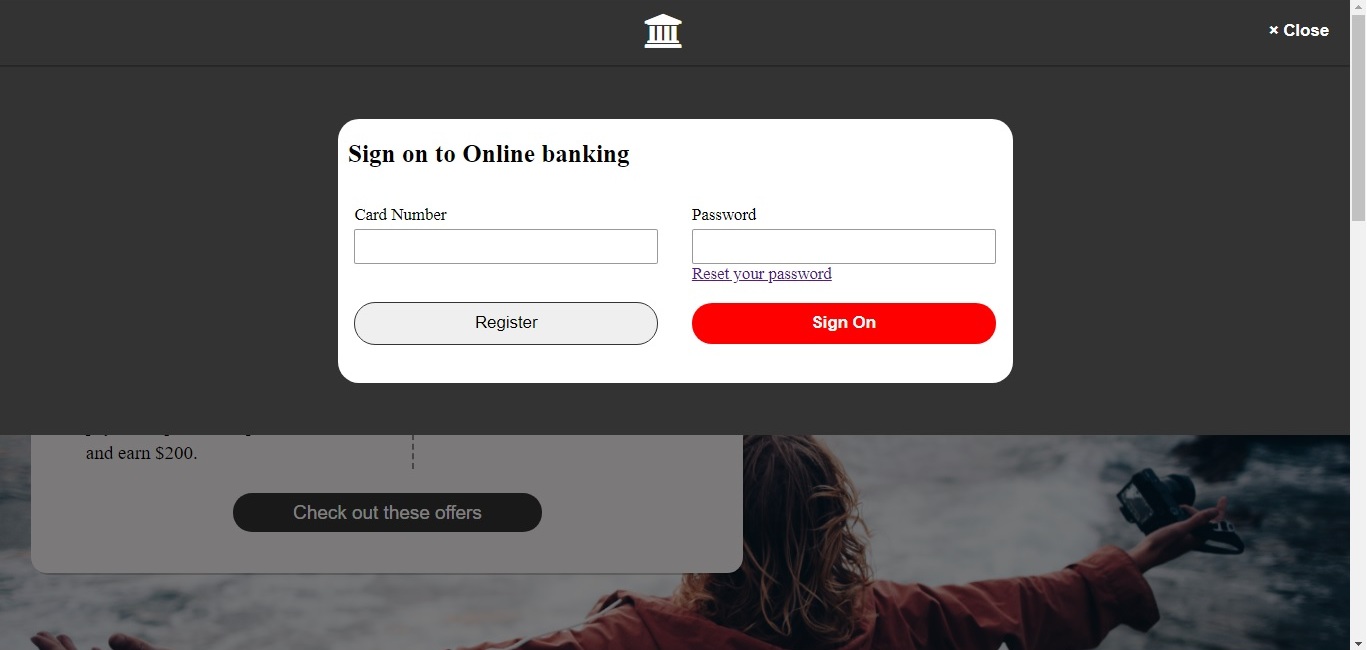 × Close
Sign on to Online banking
Card Number
Password
Reset your password
Register
Sign On
and earn $200.
Check out these offers